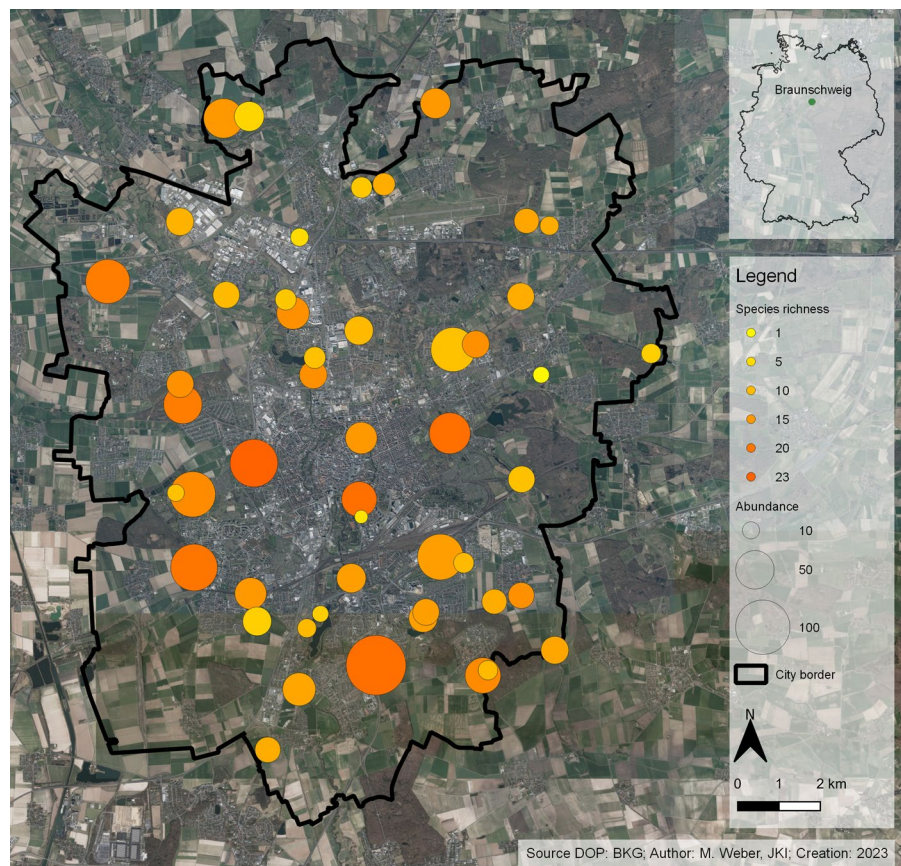 Braunschweig
Legend
Species richness
1
5
10
15
20
23
Abundance
10
50
100
City border
N
0 1 2 km
Source DOP: BKG; Author: M. Weber, JKI; Creation: 2023